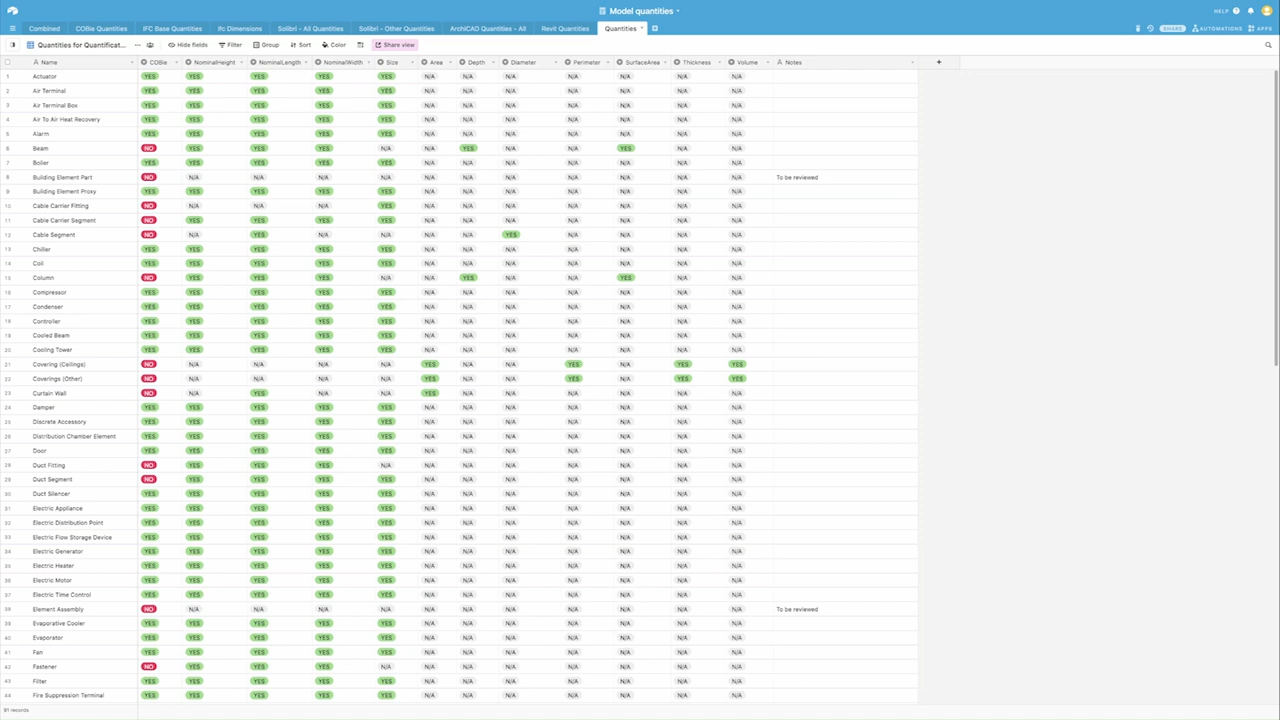 Model quantities
HELP
Combined COBie Quantities IFC Base Quantities Ifc Dimensions Solibri - All Quantities Solibri - Other Quantities ArchiCAD Quantities - All Revit Quantities Quantities SHARE AUTOMATIONS APPS
Quantities for Quantificat... Hide fields Filter Group Sort Color Share view
A Name COBie NominalHeight NominalLength NominalWidth Size Area Depth Diameter Perimeter SurfaceArea Thickness Volume A Notes +
1 Actuator YES YES YES YES YES N/A N/A N/A N/A N/A N/A N/A
2 Air Terminal YES YES YES YES YES N/A N/A N/A N/A N/A N/A N/A
3 Air Terminal Box YES YES YES YES YES N/A N/A N/A N/A N/A N/A N/A
4 Air To Air Heat Recovery YES YES YES YES YES N/A N/A N/A N/A N/A N/A N/A
5 Alarm YES YES YES YES YES N/A N/A N/A N/A N/A N/A N/A
6 Beam NO YES YES YES N/A N/A YES N/A N/A YES N/A N/A
7 Boiler YES YES YES YES YES N/A N/A N/A N/A N/A N/A N/A
8 Building Element Part NO N/A N/A N/A N/A N/A N/A N/A N/A N/A N/A N/A To be reviewed
9 Building Element Proxy YES YES YES YES YES N/A N/A N/A N/A N/A N/A N/A
10 Cable Carrier Fitting NO N/A N/A N/A YES N/A N/A N/A N/A N/A N/A N/A
11 Cable Carrier Segment NO YES YES YES YES N/A N/A N/A N/A N/A N/A N/A
12 Cable Segment NO N/A YES N/A N/A N/A N/A YES N/A N/A N/A N/A
13 Chiller YES YES YES YES YES N/A N/A N/A N/A N/A N/A N/A
14 Coil YES YES YES YES YES N/A N/A N/A N/A N/A N/A N/A
15 Column NO YES YES YES N/A N/A YES N/A N/A YES N/A N/A
16 Compressor YES YES YES YES YES N/A N/A N/A N/A N/A N/A N/A
17 Condenser YES YES YES YES YES N/A N/A N/A N/A N/A N/A N/A
18 Controller YES YES YES YES YES N/A N/A N/A N/A N/A N/A N/A
19 Cooled Beam YES YES YES YES YES N/A N/A N/A N/A N/A N/A N/A
20 Cooling Tower YES YES YES YES YES N/A N/A N/A N/A N/A N/A N/A
21 Covering (Ceilings) NO N/A N/A N/A N/A YES N/A N/A YES N/A YES YES
22 Coverings (Other) NO N/A N/A N/A N/A YES N/A N/A YES N/A YES YES
23 Curtain Wall NO N/A YES N/A N/A YES N/A N/A N/A N/A N/A N/A
24 Damper YES YES YES YES YES N/A N/A N/A N/A N/A N/A N/A
25 Discrete Accessory YES YES YES YES YES N/A N/A N/A N/A N/A N/A N/A
26 Distribution Chamber Element YES YES YES YES YES N/A N/A N/A N/A N/A N/A N/A
27 Door YES YES YES YES YES N/A N/A N/A N/A N/A N/A N/A
28 Duct Fitting NO YES YES YES N/A N/A N/A N/A N/A N/A N/A N/A
29 Duct Segment NO YES YES YES YES N/A N/A N/A N/A N/A N/A N/A
30 Duct Silencer YES YES YES YES YES N/A N/A N/A N/A N/A N/A N/A
31 Electric Appliance YES YES YES YES YES N/A N/A N/A N/A N/A N/A N/A
32 Electric Distribution Point YES YES YES YES YES N/A N/A N/A N/A N/A N/A N/A
33 Electric Flow Storage Device YES YES YES YES YES N/A N/A N/A N/A N/A N/A N/A
34 Electric Generator YES YES YES YES YES N/A N/A N/A N/A N/A N/A N/A
35 Electric Heater YES YES YES YES YES N/A N/A N/A N/A N/A N/A N/A
36 Electric Motor YES YES YES YES YES N/A N/A N/A N/A N/A N/A N/A
37 Electric Time Control YES YES YES YES YES N/A N/A N/A N/A N/A N/A N/A
38 Element Assembly NO N/A N/A N/A N/A N/A N/A N/A N/A N/A N/A N/A To be reviewed
39 Evaporative Cooler YES YES YES YES YES N/A N/A N/A N/A N/A N/A N/A
40 Evaporator YES YES YES YES YES N/A N/A N/A N/A N/A N/A N/A
41 Fan YES YES YES YES YES N/A N/A N/A N/A N/A N/A N/A
42 Fastener NO YES YES YES N/A N/A N/A N/A N/A N/A N/A N/A
43 Filter YES YES YES YES YES N/A N/A N/A N/A N/A N/A N/A
44 Fire Suppression Terminal YES YES YES YES YES N/A N/A N/A N/A N/A N/A N/A
91 records